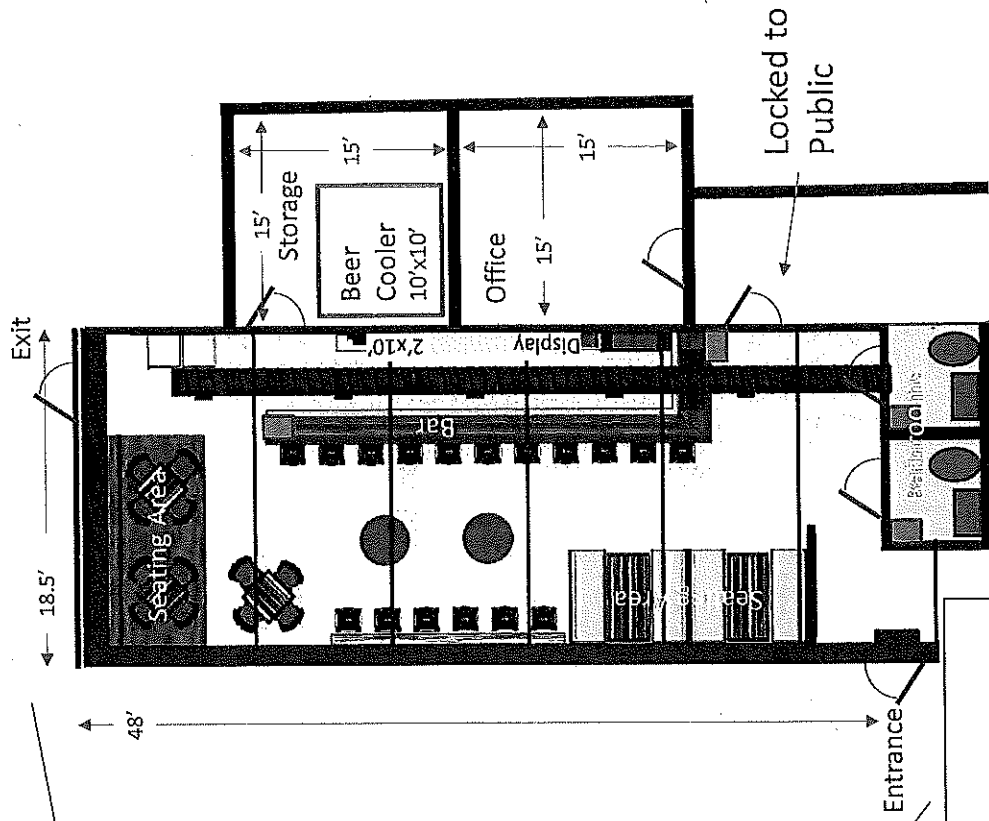 Exit
18.5'
48'
Seating Area
15'
15'
Storage
Beer
Cooler
10'x10'
2'x10'
Display
Bar
15'
15'
Office
Locked to
Public
Seating Area
Entrance